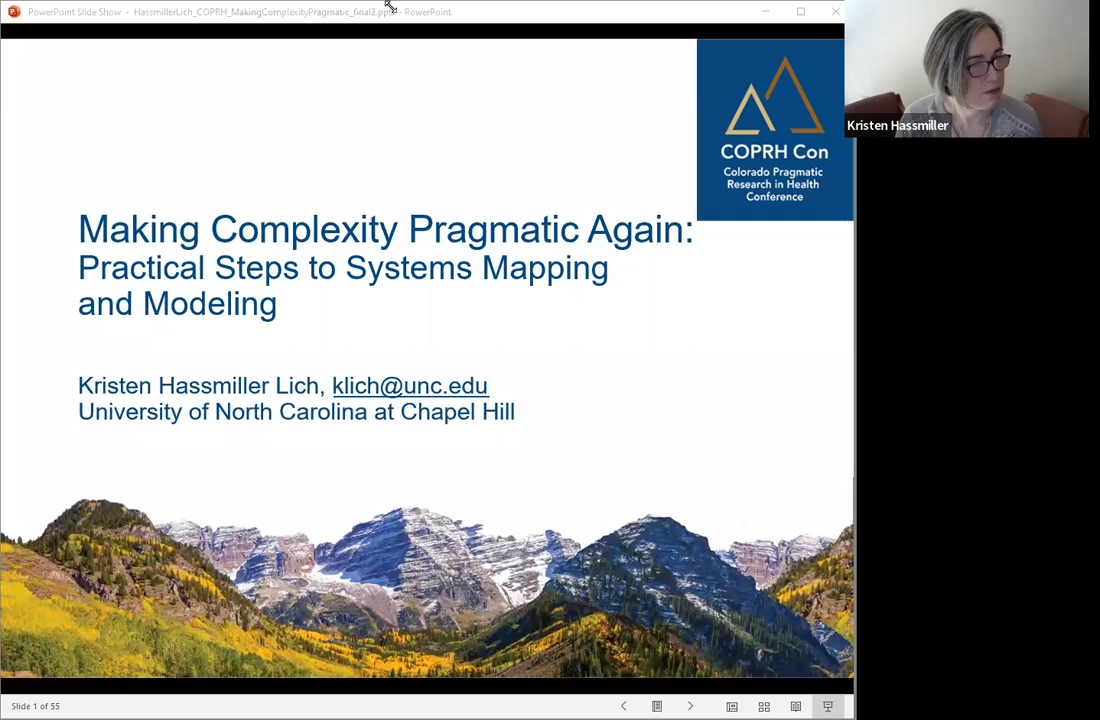 PowerPoint Slide Show - HassmillerLich_COPRH_MakingComplexityPragmatic_final2.pptx - PowerPoint
Kristen Hassmiller
COPRH Con
Colorado Pragmatic
Research in Health
Conference
Making Complexity Pragmatic Again:
Practical Steps to Systems Mapping
and Modeling
Kristen Hassmiller Lich, klich@unc.edu
University of North Carolina at Chapel Hill
Slide 1 of 55